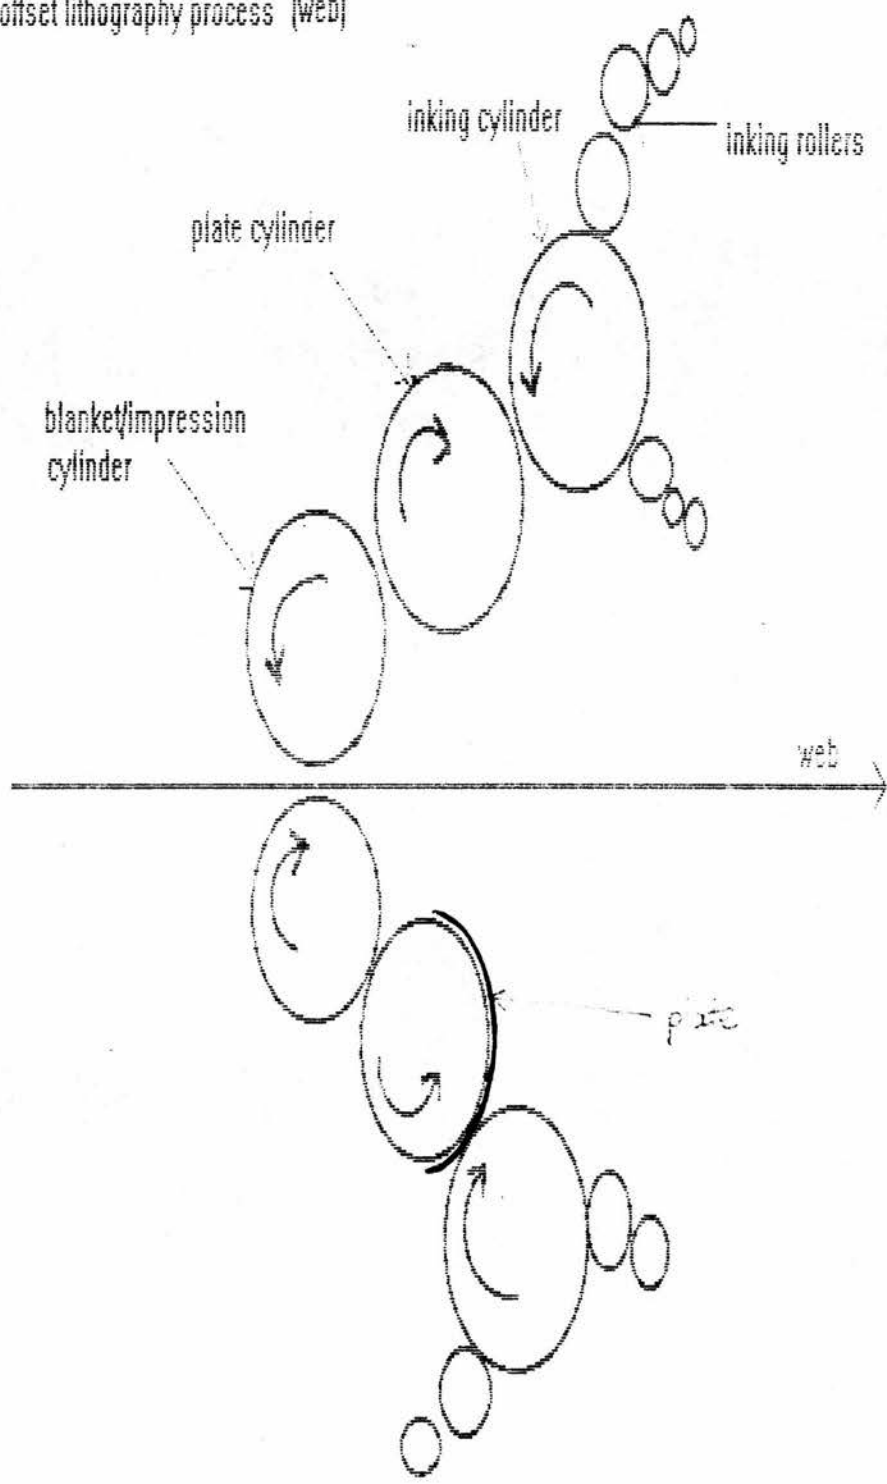 offset lithography process (web)
inking cylinder
inking rollers
plate cylinder
blanket/impression
cylinder
web
plate